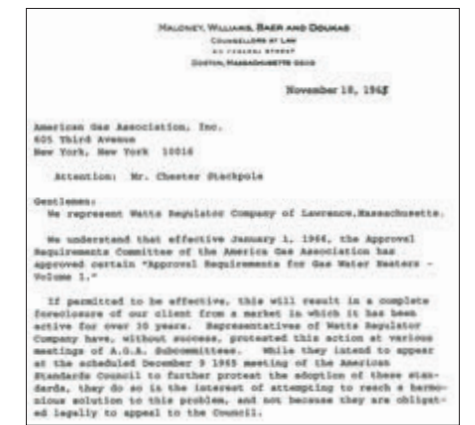 MALONEY, WILLIAMS, BAER AND DOUKAS
COUNSELLORS AT LAW
FEDERAL STREET
BOSTON, MASSACHUSETTS
November 18, 1965
American Gas Association, Inc.
605 Third Avenue
New York, New York 10016
Attention: Mr. Chester Stackpole
Gentlemen:
We represent Watts Regulator Company of Lawrence, Massachusetts.
We understand that effective January 1, 1966, the Approval
Requirements Committee of the America Gas Association has
approved certain "Approval Requirements for Gas Water Heaters -
Volume 1."
If permitted to be effective, this will result in a complete
foreclosure of our client from a market in which it has been
active for over 30 years. Representatives of Watts Regulator
Company have, without success, protested this action at various
meetings of A.G.A. Subcommittees. While they intend to appear
at the scheduled December 9 1965 meeting of the American
Standards Council to further protest the adoption of these stan-
dards, they do so in the interest of attempting to reach a harmo-
nious solution to this problem, and not because they are obligat-
ed legally to appeal to the Council.